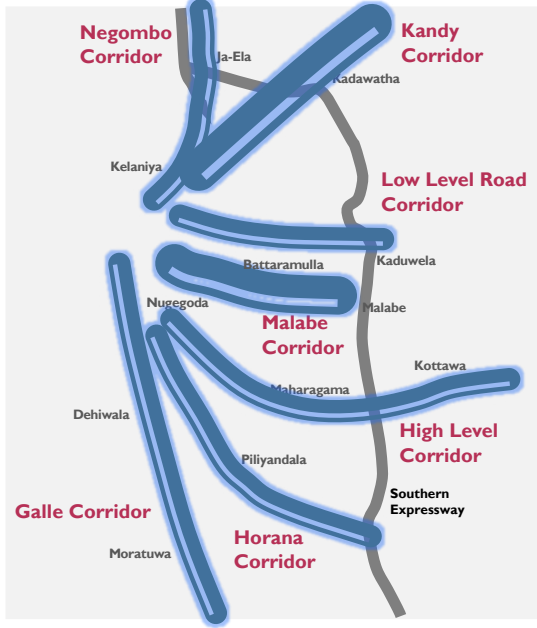 Negombo
Corridor
Kandy
Corridor
Ja-Ela
Kadawatha
Kelaniya
Low Level Road
Corridor
Battaramulla
Kaduwela
Nugegoda
Malabe
Malabe
Corridor
Kottawa
Maharagama
Dehiwala
High Level
Corridor
Piliyandala
Southern
Expressway
Galle Corridor
Horana
Corridor
Moratuwa